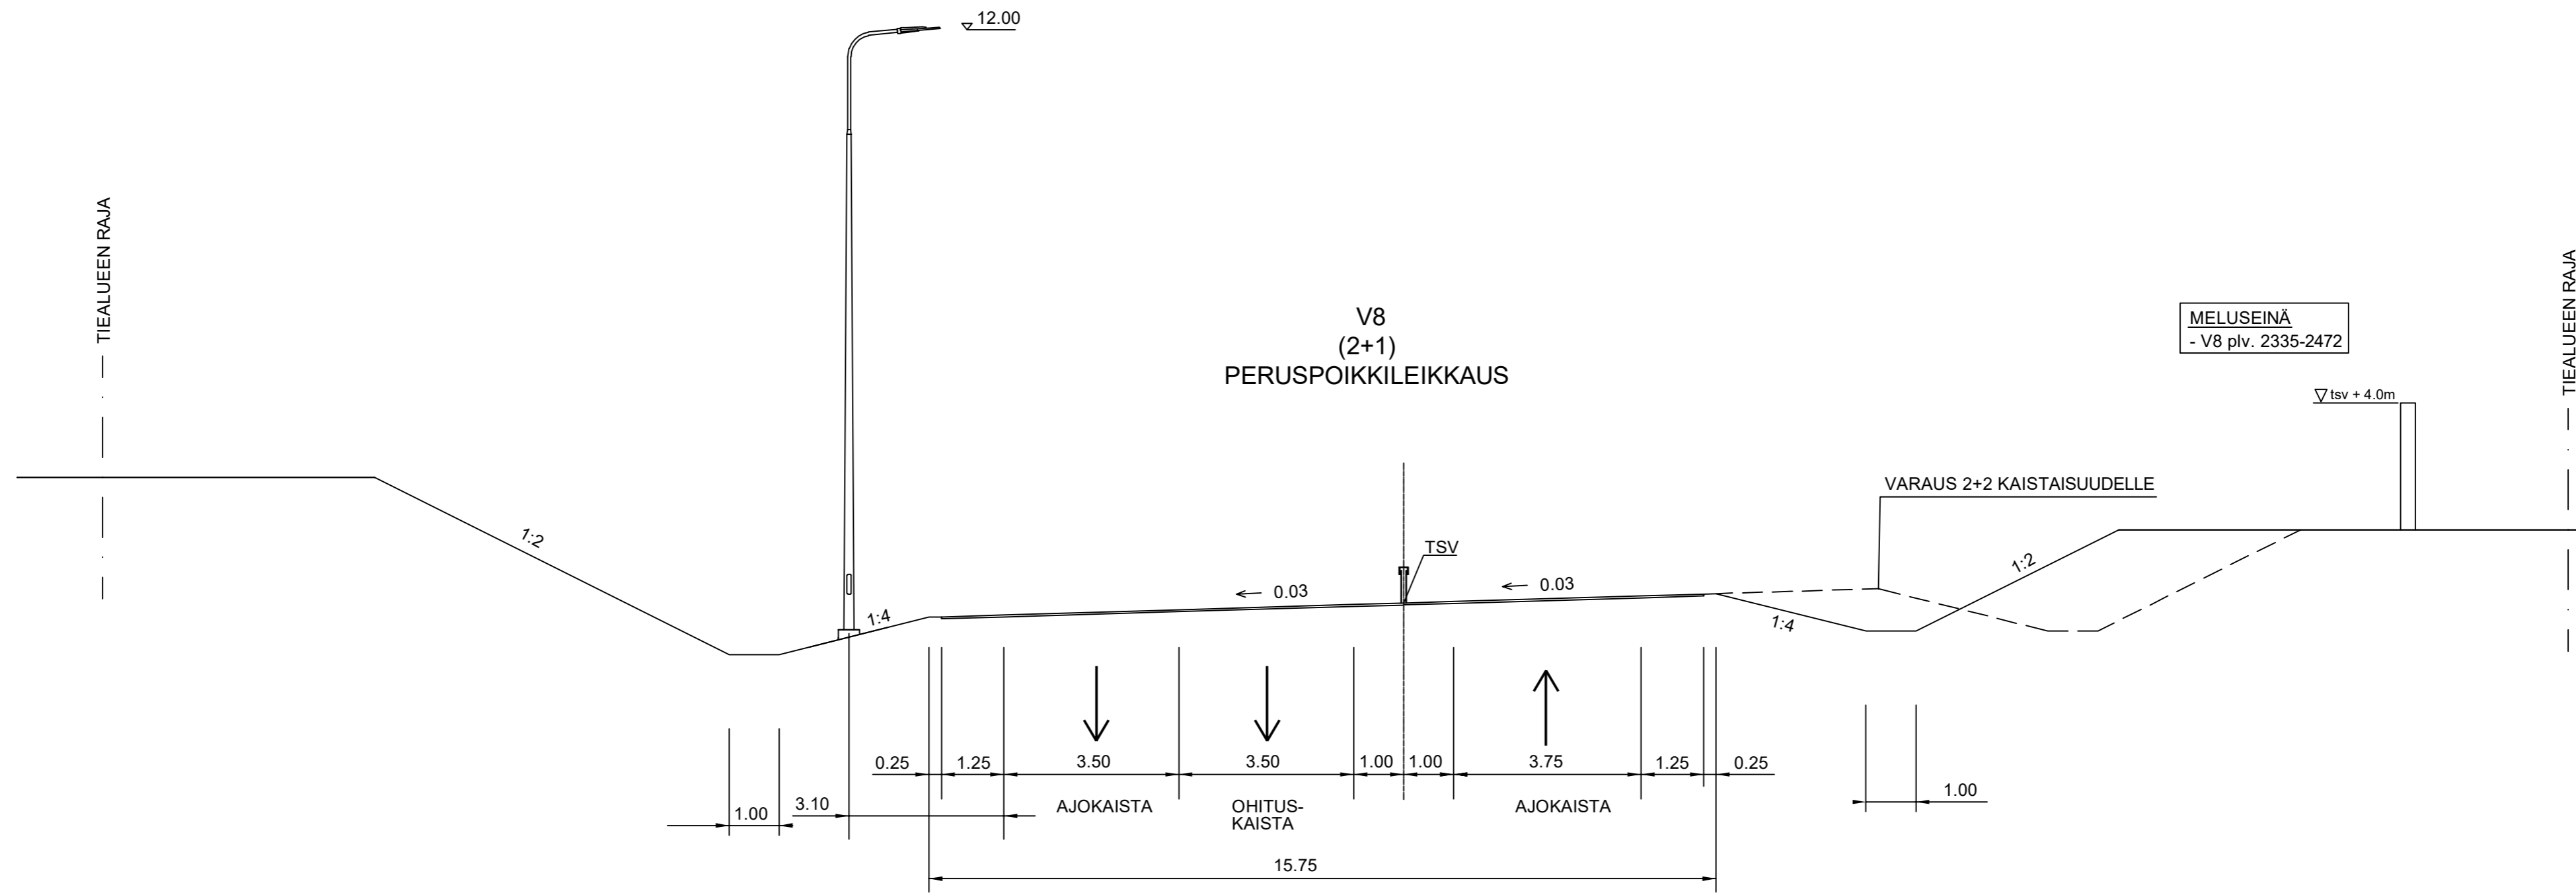 12.00
TIEALUEEN RAJA
TIEALUEEN RAJA
V8
(2+1)
PERUSPOIKKILEIKKAUS
MELUSEINÄ
- V8 plv. 2335-2472
tsv + 4.0m
VARAUS 2+2 KAISTAISUUDELLE
1:2
TSV
1:2
0.03
0.03
1:4
1:4
0.25
1.25
3.50
3.50
1.00
1.00
3.75
1.25
0.25
1.00
3.10
AJOKAISTA
OHITUS-
KAISTA
AJOKAISTA
1.00
15.75